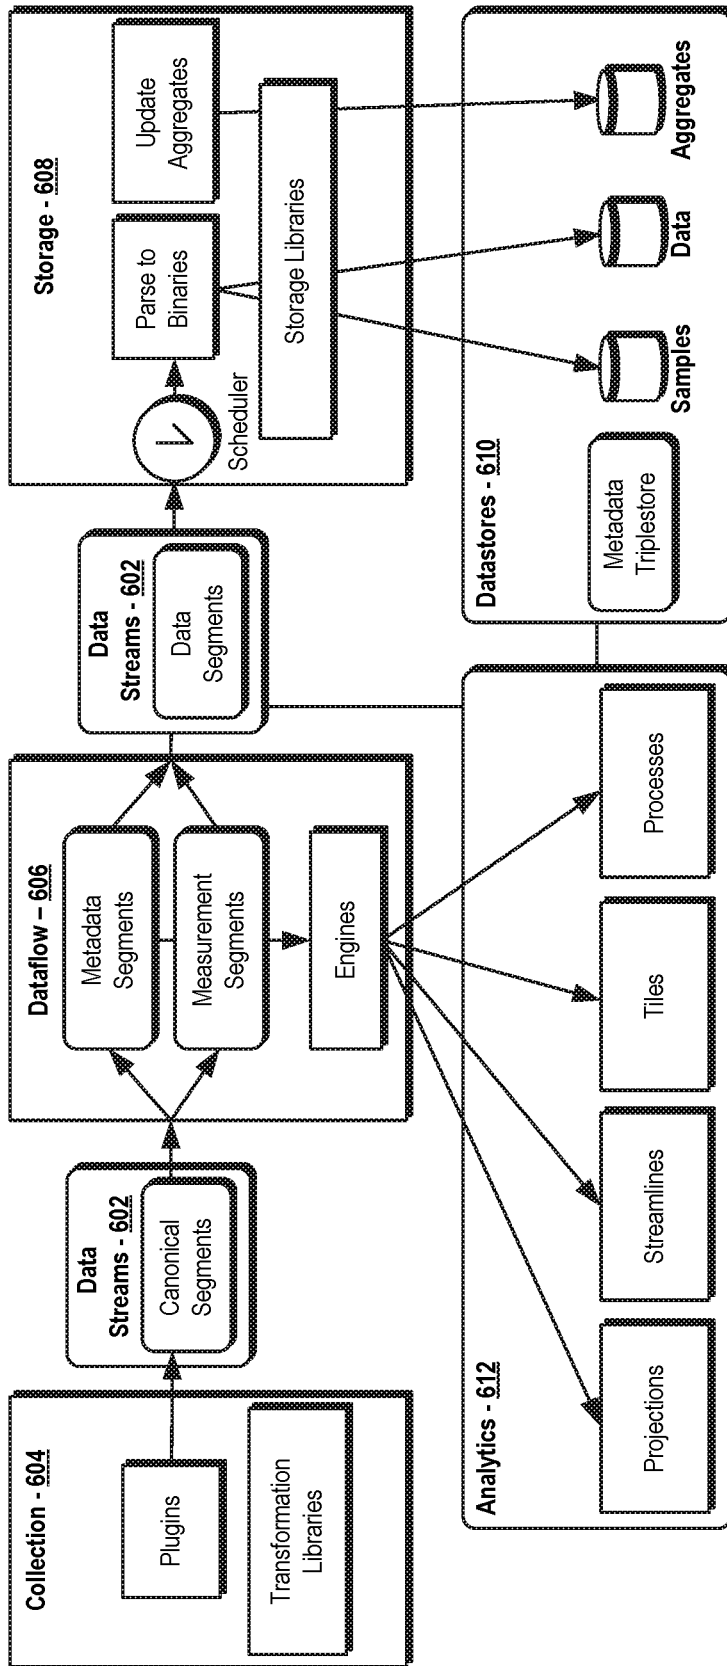 Collection - 604
Plugins
Transformation
Libraries
Data
Streams - 602
Canonical
Segments
Dataflow – 606
Metadata
Segments
Measurement
Segments
Engines
Data
Streams - 602
Data
Segments
Storage - 608
Scheduler
Parse to
Binaries
Update
Aggregates
Storage Libraries
Analytics - 612
Projections
Streamlines
Tiles
Processes
Datastores - 610
Metadata
Triplestore
Samples
Data
Aggregates